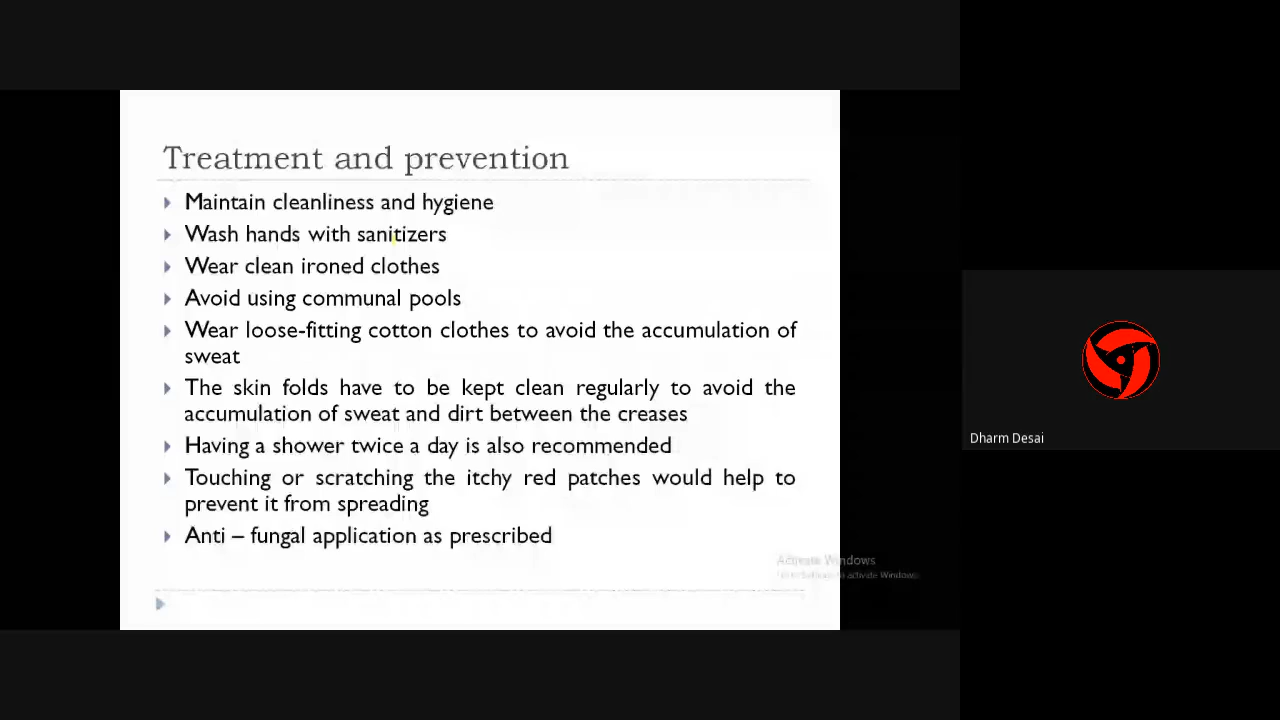 Treatment and prevention
Maintain cleanliness and hygiene
Wash hands with sanitizers
Wear clean ironed clothes
Avoid using communal pools
Wear loose-fitting cotton clothes to avoid the accumulation of
sweat
The skin folds have to be kept clean regularly to avoid the
accumulation of sweat and dirt between the creases
Having a shower twice a day is also recommended
Touching or scratching the itchy red patches would help to
prevent it from spreading
Anti – fungal application as prescribed
Activate Windows
to activate Windows.
Dharm Desai